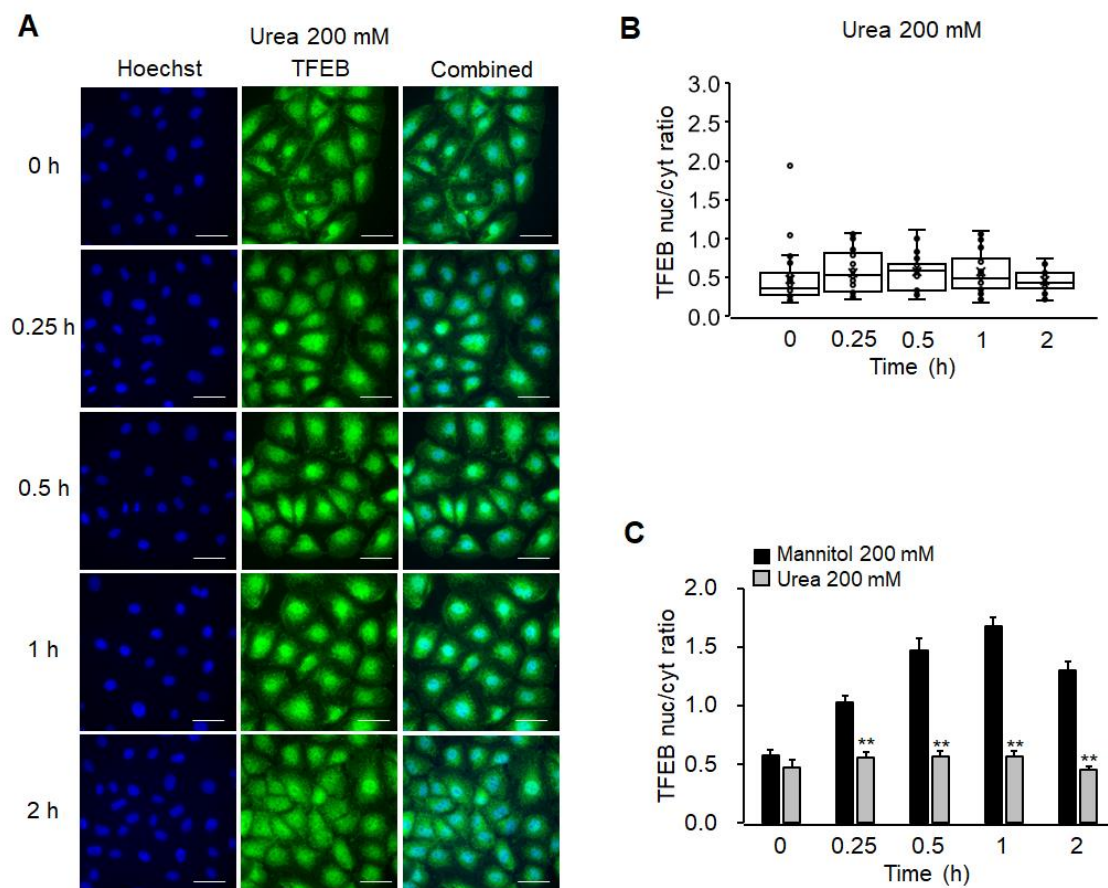 A
Urea 200 mM
Hoechst TFEB Combined
0 h
0.25 h
0.5 h
1 h
2 h
B
Urea 200 mM
TFEB nuc/cyt ratio
3.0
2.5
2.0
1.5
1.0
0.5
0.0
0 0.25 0.5 1 2
Time (h)
C
Mannitol 200 mM
Urea 200 mM
TFEB nuc/cyt ratio
2.0
1.5
1.0
0.5
0.0
** ** ** **
0 0.25 0.5 1 2
Time (h)